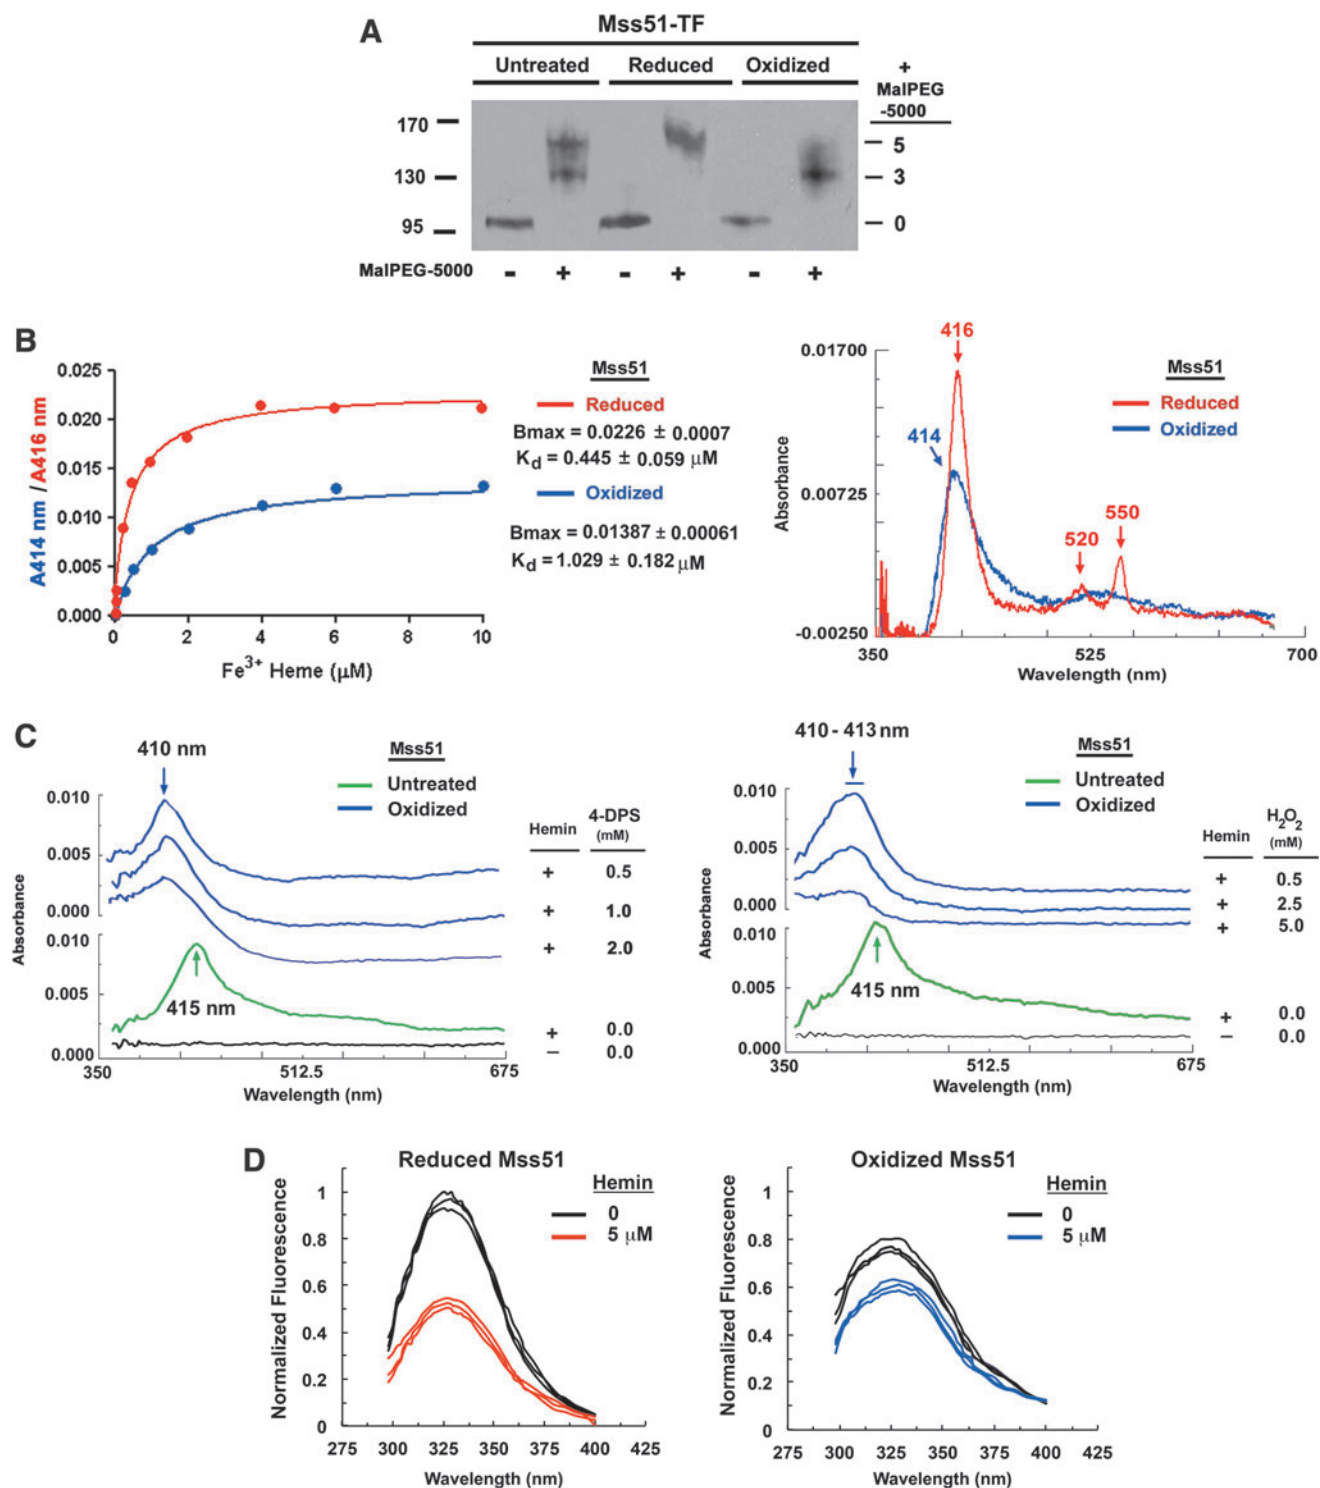 A
Mss51-TF
Untreated Reduced Oxidized
+
MalPEG
-5000
170
130
95
5
3
0
MalPEG-5000 - + - + - +
B
A414 nm / A416 nm
0.025
0.020
0.015
0.010
0.005
0.000
0 2 4 6 8 10
Fe3+ Heme (μM)
Mss51
Reduced
Bmax = 0.0226 ± 0.0007
Kd = 0.445 ± 0.059 μM
Oxidized
Bmax = 0.01387 ± 0.00061
Kd = 1.029 ± 0.182 μM
Absorbance
0.01700
0.00725
-0.00250
350 525 700
Wavelength (nm)
416
414
520
550
Mss51
Reduced
Oxidized
C
410 nm
Mss51
Untreated
Oxidized
Absorbance
0.010
0.005
0.000
0.010
0.005
0.000
415 nm
350 512.5 675
Wavelength (nm)
Hemin 4-DPS (mM)
+ 0.5
+ 1.0
+ 2.0
+ 0.0
− 0.0
410 - 413 nm
Mss51
Untreated
Oxidized
Absorbance
0.010
0.005
0.000
0.010
0.005
0.000
415 nm
350 512.5 675
Wavelength (nm)
Hemin H2O2 (mM)
+ 0.5
+ 2.5
+ 5.0
+ 0.0
− 0.0
D
Reduced Mss51
Hemin
0
5 μM
Normalized Fluorescence
1
0.8
0.6
0.4
0.2
0
275 300 325 350 375 400 425
Wavelength (nm)
Oxidized Mss51
Hemin
0
5 μM
Normalized Fluorescence
1
0.8
0.6
0.4
0.2
0
275 300 325 350 375 400 425
Wavelength (nm)